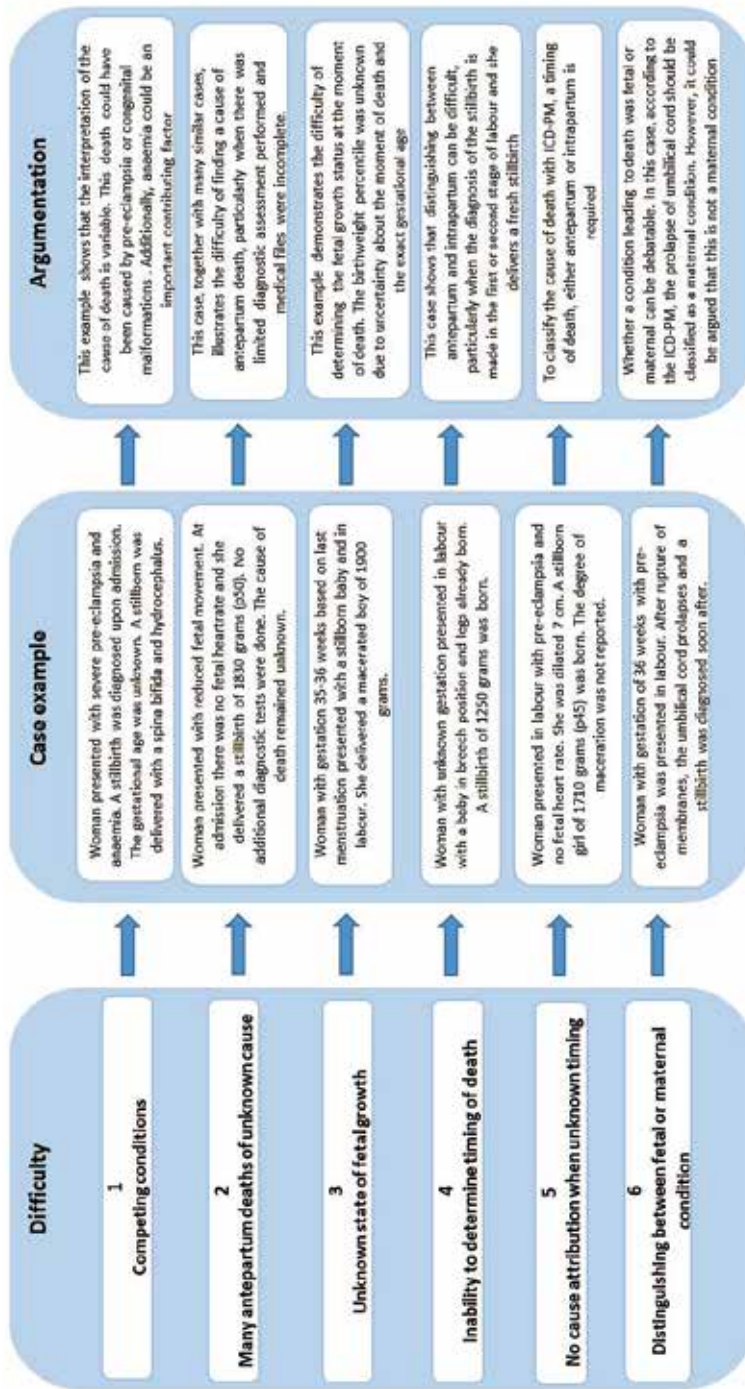 Difficulty
1
Competing conditions
2
Many antepartum deaths of unknown cause
3
Unknown state of fetal growth
4
Inability to determine timing of death
5
No cause attribution when unknown timing
6
Distinguishing between fetal or maternal
condition
Case example
Woman presented with severe pre-eclampsia and
anaemia. A stillbirth was diagnosed upon admission.
The gestational age was unknown. A stillborn was
delivered with a spina bifida and hydrocephalus.
Woman presented with reduced fetal movement. At
admission there was no fetal heartrate and she
delivered a stillbirth of 1830 grams (p50). No
additional diagnostic tests were done. The cause of
death remained uaknown.
Woman with gestation 35-36 weeks based on last
menstruation presented with a stillborn baby and in
labour. She delivered a macerated boy of 1900
grams.
Woman with unknown gestation presented in labour
with a baby in breech position and legs already born.
A stillbirth of 1250 grams was born.
Woman presented in labour with pre-eclampsia and
no fetal heart rate. She was dilated 7 cm. A stillborn
girl of 1710 grams (p45) was born. The degree of
maceration was not reported.
Woman with gestation of 36 weeks with pre-
eclampsia was presented in labour. After rupture of
membranes, the umbilical cord prolapses and a
stillbirth was diagnosed soon after.
Argumentation
This example shows that the interpretation of the
cause of death is variable. This death could have
been caused by pre-eclampsia or congenital
malformations . Additionally, anaemia could be an
important contributing factor
This case, together with many similar cases,
illustrates the difficulty of finding a cause of
antepartum death, particularly when there was
limited diagnostic assessment performed and
medical files were incomplete.
This example demonstrates the difficulty of
determining the fetal growth status at the moment
of death. The birthweight percentile was unknown
due to uncertainty about the moment of death and
the exact gestational age
This case shows that distinguishing between
antepartum and intrapartum can be difficult,
particularly when the diagnosis of the stillbirth is
made in the first or second stage of labour and she
delivers a fresh stillbirth
To classify the cause of death with ICD-PM, a timing
of death, either antepartum or intrapartum is
required
Whether a condition leading to death was fetal or
maternal can be debatable. In this case, according to
the ICD-PM, the prolapse of umbilical cord should be
classified as a maternal condition. However, it could
be argued that this is not a maternal condition